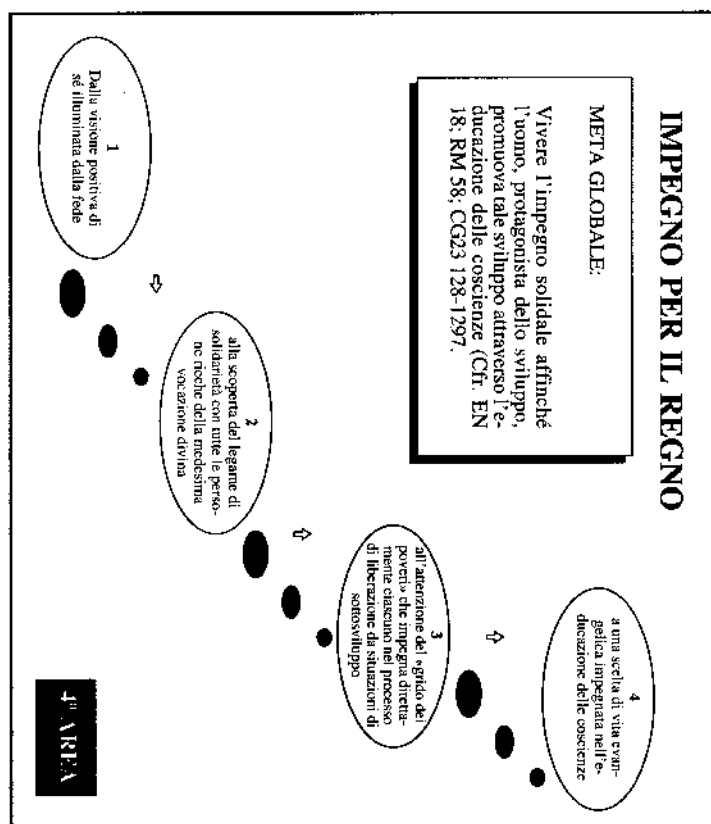 IMPEGNO PER IL REGNO
META GLOBALE:
Vivere l'impegno solidale affinché
l'uomo, protagonista dello sviluppo,
promuova tale sviluppo attraverso l'e-
ducazione delle coscienze (Cfr. EN
18; RM 58; CG23 128-1297.
1
Dalla visione positiva di
sé illuminata dalla fede
2
alla scoperta del legame di
solidarietà con tutte le perso-
ne ricche della medesima
vocazione divina
3
all'attenzione del «grido dei
poveri» che impegna diretta-
mente ciascuno nel processo
di liberazione da situazioni di
sottosviluppo
4
a una scelta di vita evan-
gelica impegnata nell'e-
ducazione delle coscienze
4ª AREA